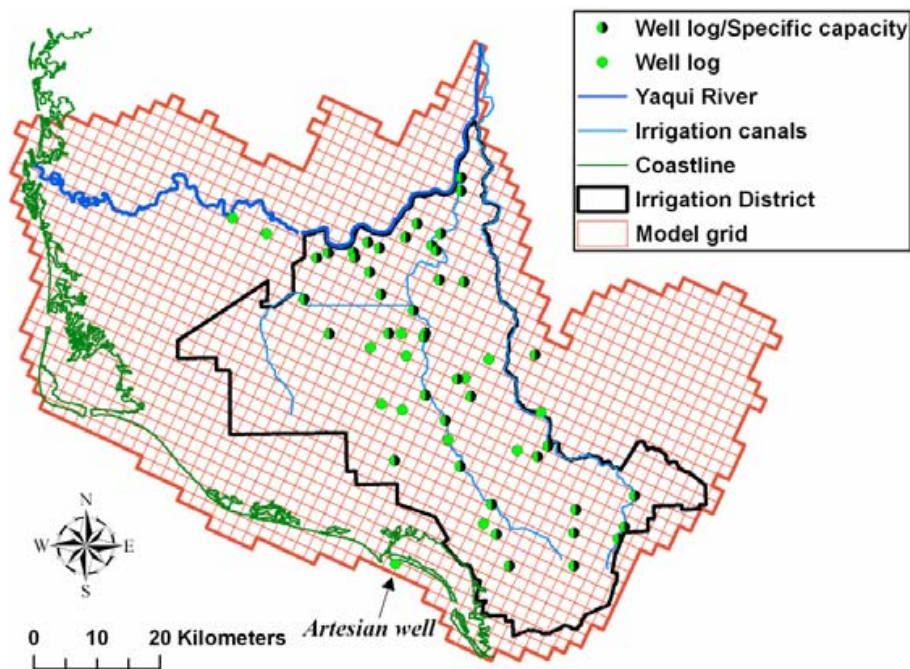 Well log/Specific capacity
Well log
Yaqui River
Irrigation canals
Coastline
Irrigation District
Model grid
N
W E
S
Artesian well
0 10 20 Kilometers